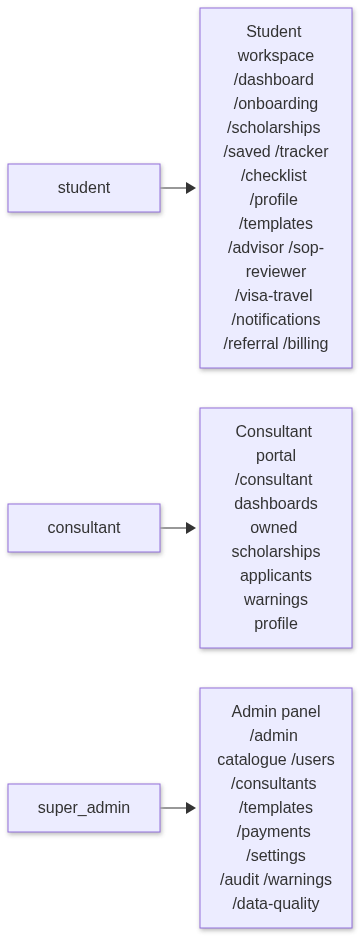 student
Student
workspace
/dashboard
/onboarding
/scholarships
/saved /tracker
/checklist
/profile
/templates
/advisor /sop-
reviewer
/visa-travel
/notifications
/referral /billing
consultant
Consultant
portal
/consultant
dashboards
owned
scholarships
applicants
warnings
profile
super_admin
Admin panel
/admin
catalogue /users
/consultants
/templates
/payments
/settings
/audit /warnings
/data-quality